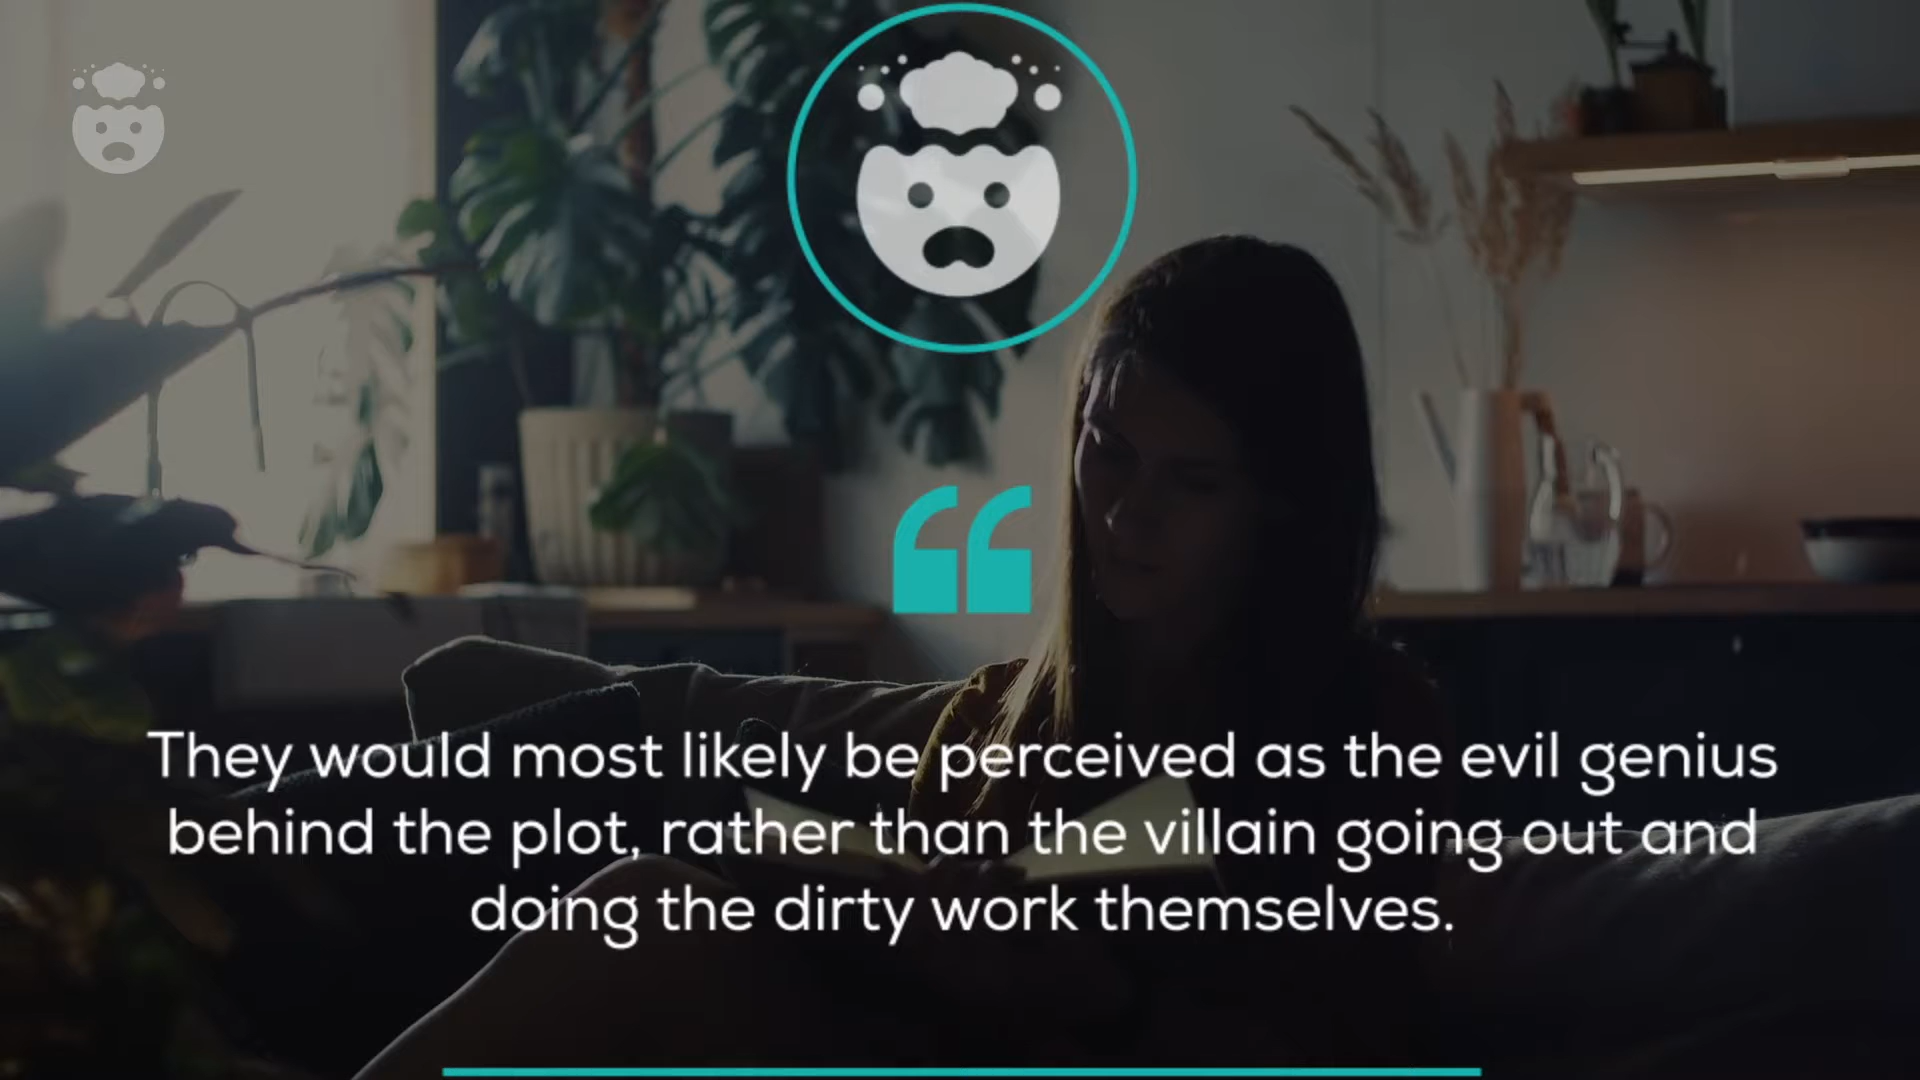 They would most likely be perceived as the evil genius
behind the plot, rather than the villain going out and
doing the dirty work themselves.